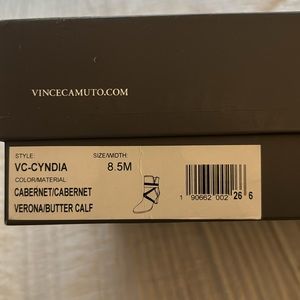 VINCECAMUTO.COM
STYLE: SIZE/WIDTH:
VC-CYNDIA 8.5M
COLOR/MATERIAL
CABERNET/CABERNET
VERONA/BUTTER CALF
1 90662 002 26 6